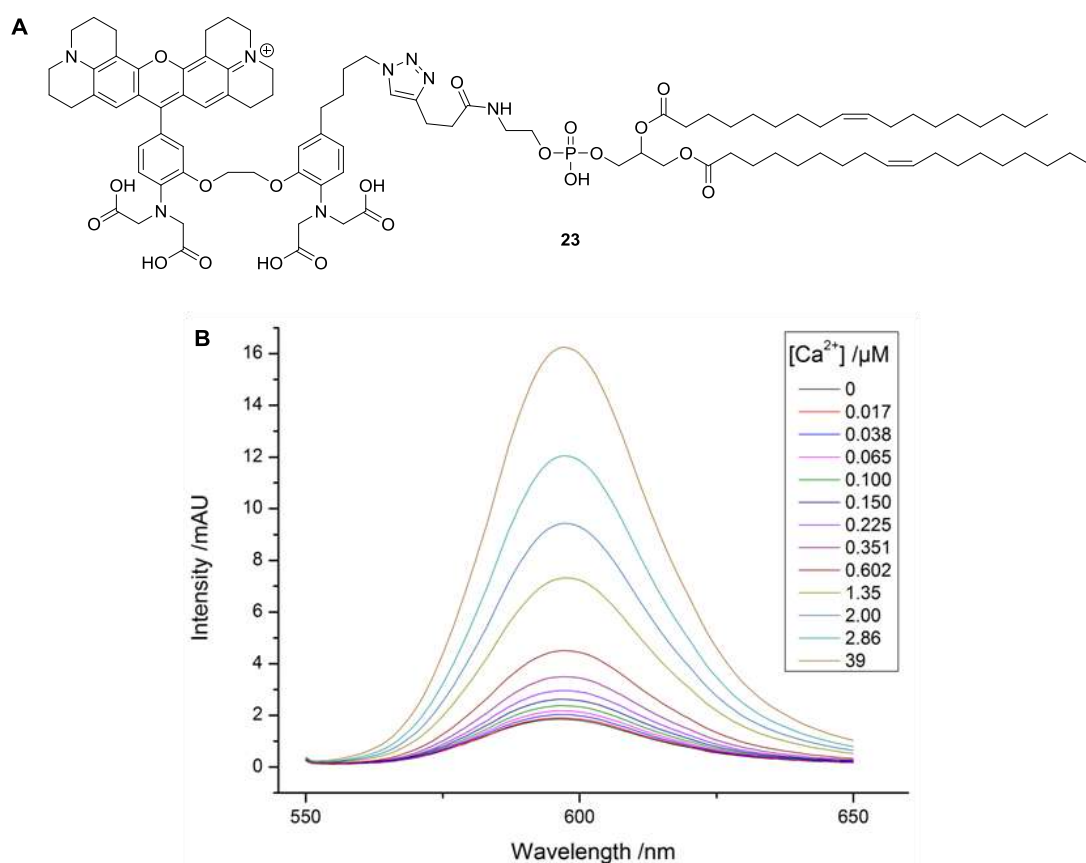 A
N
O
N
⊕
N
N
N
O
NH
O
O
P
OH
O
O
O
O
O
O
O
OH
O
N
O
HO
OH
O
N
O
HO
23
B
Intensity /mAU
16
14
12
10
8
6
4
2
0
550
600
650
Wavelength /nm
[Ca²⁺] /µM
0
0.017
0.038
0.065
0.100
0.150
0.225
0.351
0.602
1.35
2.00
2.86
39